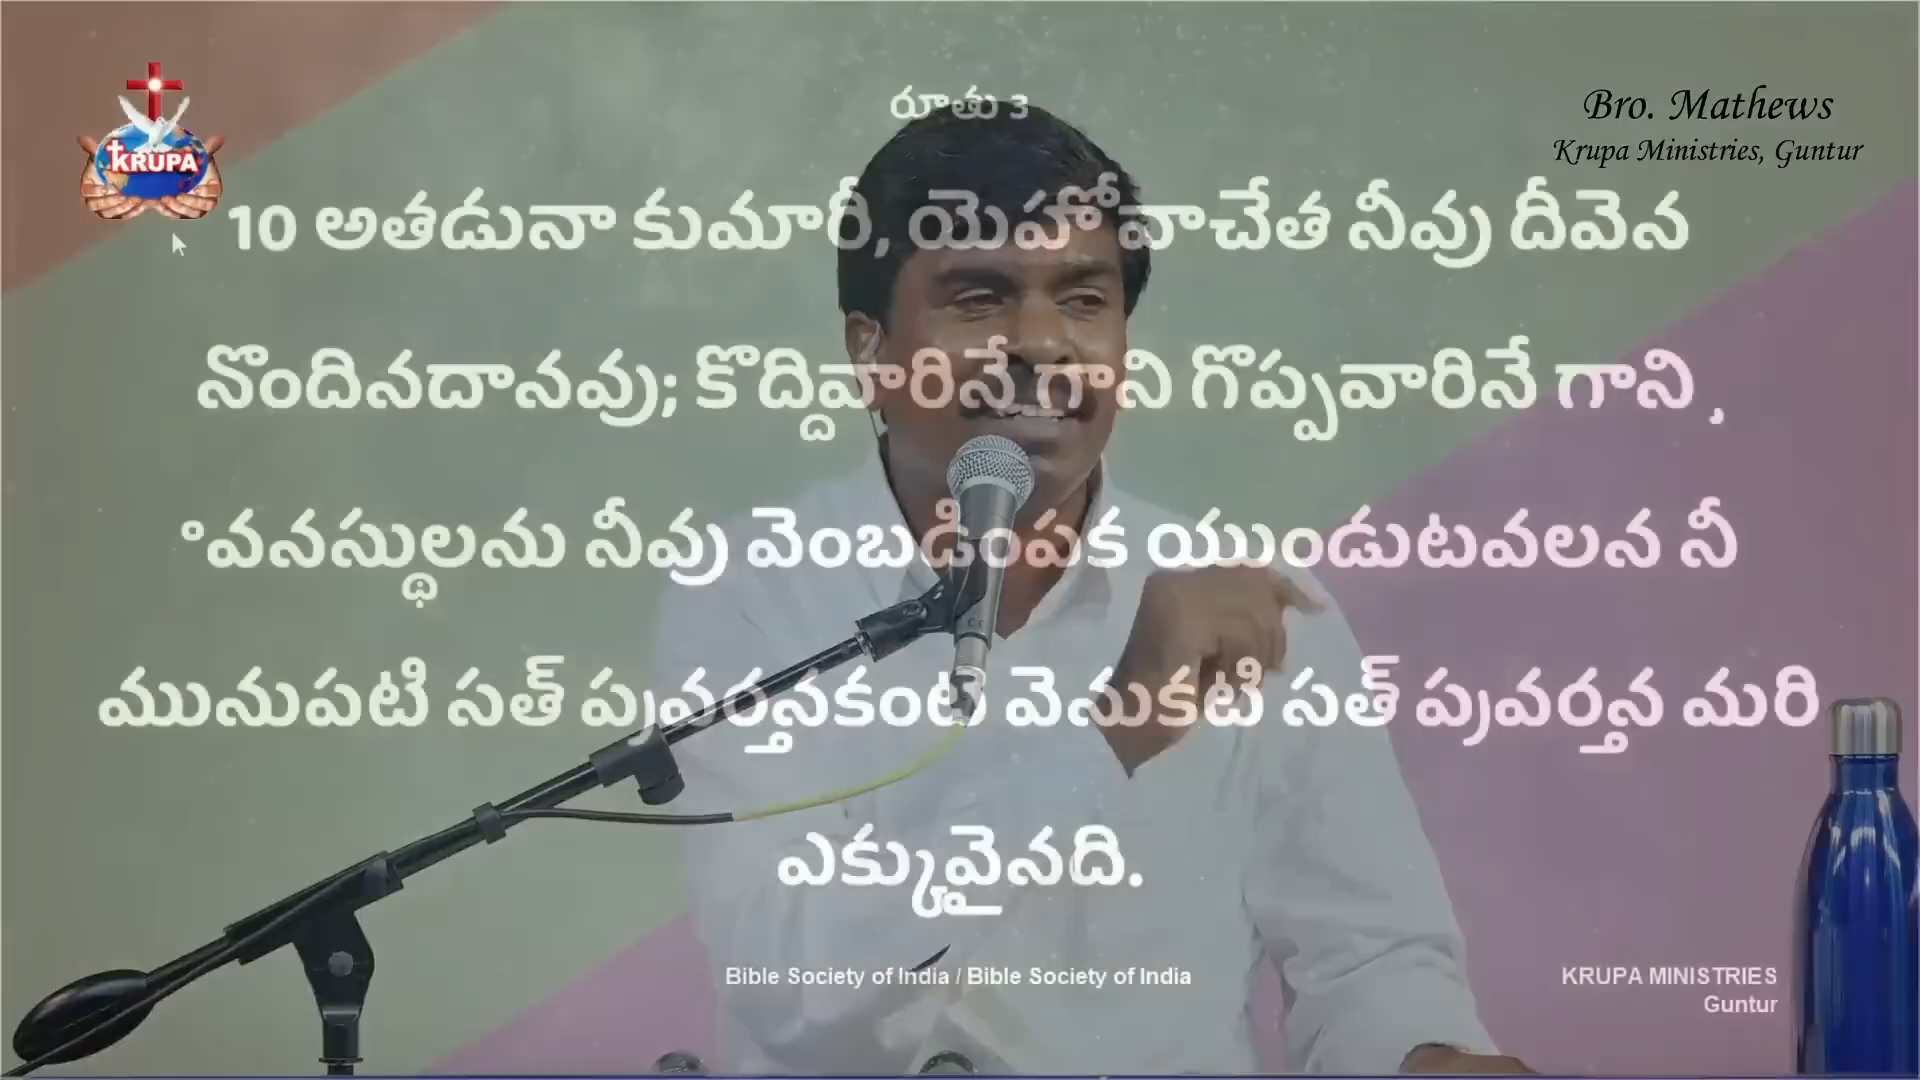 KRUPA
Bro. Mathews
Krupa Ministries, Guntur
రూతు 3
10 అతడునా కుమారీ, యెహోవాచేత నీవు దీవెన
నొందినదానవు; కొద్దివారినే గాని గొప్పవారినే గాని ,
°వనస్థులను నీవు వెంబడింపక యుండుటవలన నీ
మునుపటి సత్ ప్రవర్తనకంటె వెనుకటి సత్ ప్రవర్తన మరి
ఎక్కువైనది.
Bible Society of India / Bible Society of India
KRUPA MINISTRIES
Guntur